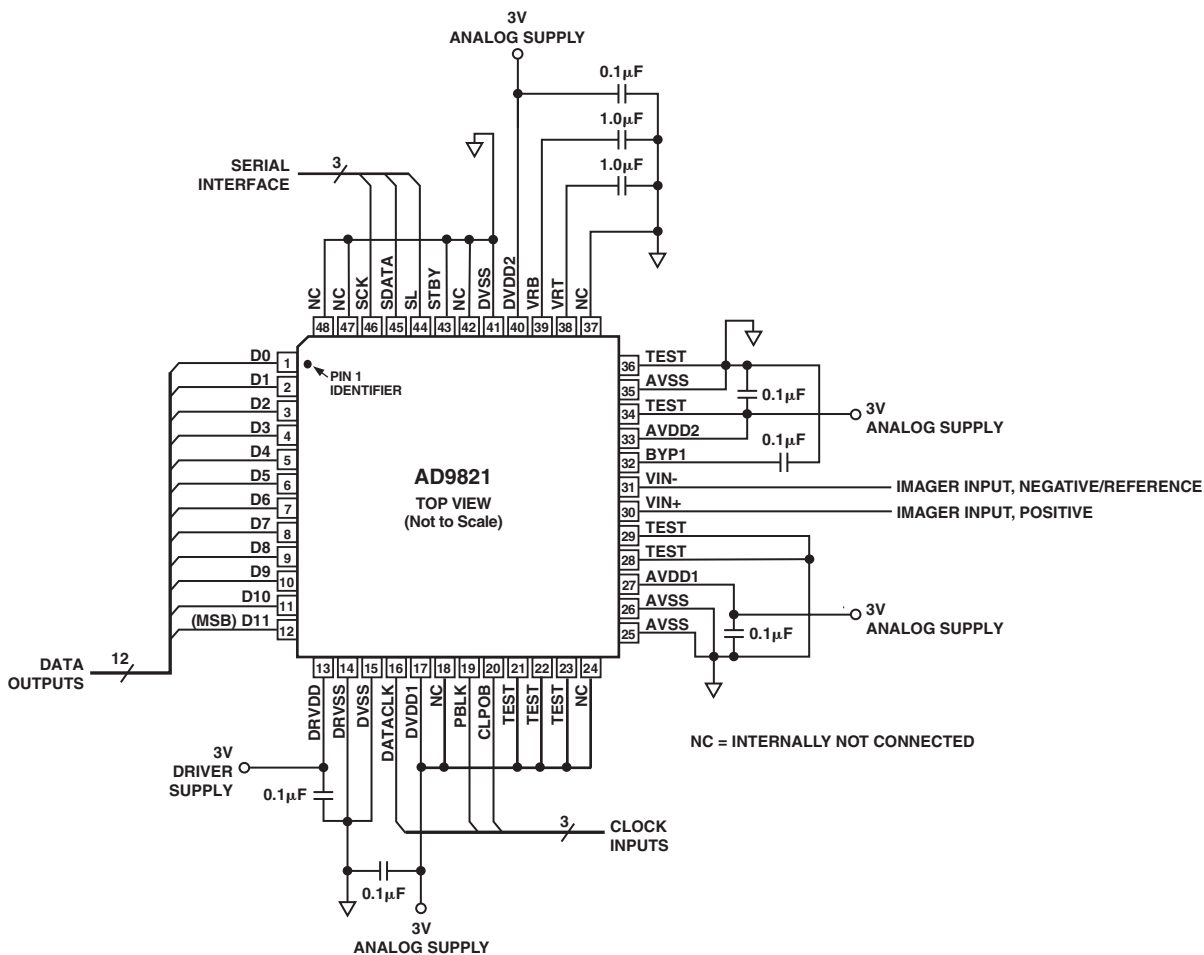 3V
ANALOG SUPPLY
0.1µF
1.0µF
1.0µF
SERIAL
INTERFACE
3
NC
NC
SCK
SDATA
SL
STBY
NC
DVSS
DVDD2
VRB
VRT
NC
48
47
46
45
44
43
42
41
40
39
38
37
D0
1
D1
2
D2
3
D3
4
D4
5
D5
6
D6
7
D7
8
D8
9
D9
10
D10
11
(MSB) D11
12
DATA
OUTPUTS
12
PIN 1
IDENTIFIER
AD9821
TOP VIEW
(Not to Scale)
36
TEST
35
AVSS
34
TEST
33
AVDD2
32
BYP1
31
VIN-
30
VIN+
29
TEST
28
TEST
27
AVDD1
26
AVSS
25
AVSS
0.1µF
3V
ANALOG SUPPLY
0.1µF
IMAGER INPUT, NEGATIVE/REFERENCE
IMAGER INPUT, POSITIVE
3V
ANALOG SUPPLY
0.1µF
13
14
15
16
17
18
19
20
21
22
23
24
DRVDD
DRVSS
DVSS
DATACLK
DVDD1
NC
PBLK
CLPOB
TEST
TEST
TEST
NC
NC = INTERNALLY NOT CONNECTED
3V
DRIVER
SUPPLY
0.1µF
3
CLOCK
INPUTS
0.1µF
3V
ANALOG SUPPLY